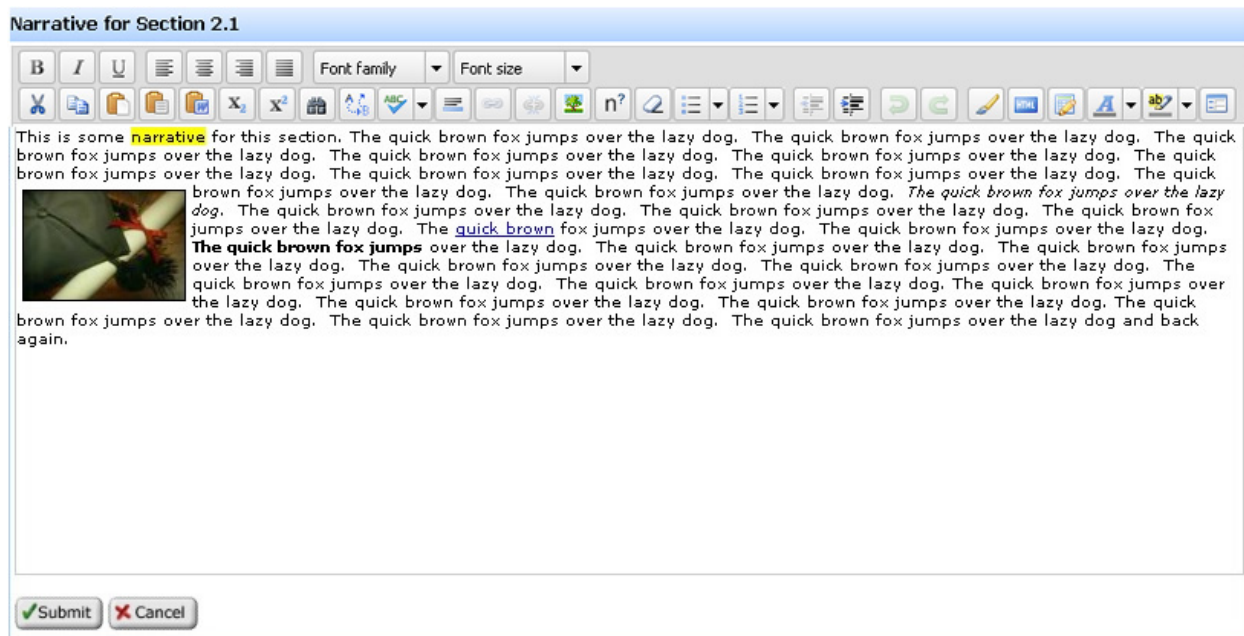 Narrative for Section 2.1
B I U Font family Font size
X₂ x² ABC n? HTML A ab
This is some narrative for this section. The quick brown fox jumps over the lazy dog. The quick brown fox jumps over the lazy dog. The quick
brown fox jumps over the lazy dog. The quick brown fox jumps over the lazy dog. The quick brown fox jumps over the lazy dog. The quick
brown fox jumps over the lazy dog. The quick brown fox jumps over the lazy dog. The quick brown fox jumps over the lazy dog. The quick
brown fox jumps over the lazy dog. The quick brown fox jumps over the lazy dog. The quick brown fox jumps over the lazy
dog. The quick brown fox jumps over the lazy dog. The quick brown fox jumps over the lazy dog. The quick brown fox
jumps over the lazy dog. The quick brown fox jumps over the lazy dog. The quick brown fox jumps over the lazy dog.
The quick brown fox jumps over the lazy dog. The quick brown fox jumps over the lazy dog. The quick brown fox jumps
over the lazy dog. The quick brown fox jumps over the lazy dog. The quick brown fox jumps over the lazy dog. The
quick brown fox jumps over the lazy dog. The quick brown fox jumps over the lazy dog. The quick brown fox jumps over
the lazy dog. The quick brown fox jumps over the lazy dog. The quick brown fox jumps over the lazy dog. The quick
brown fox jumps over the lazy dog. The quick brown fox jumps over the lazy dog. The quick brown fox jumps over the lazy dog and back
again.
Submit Cancel